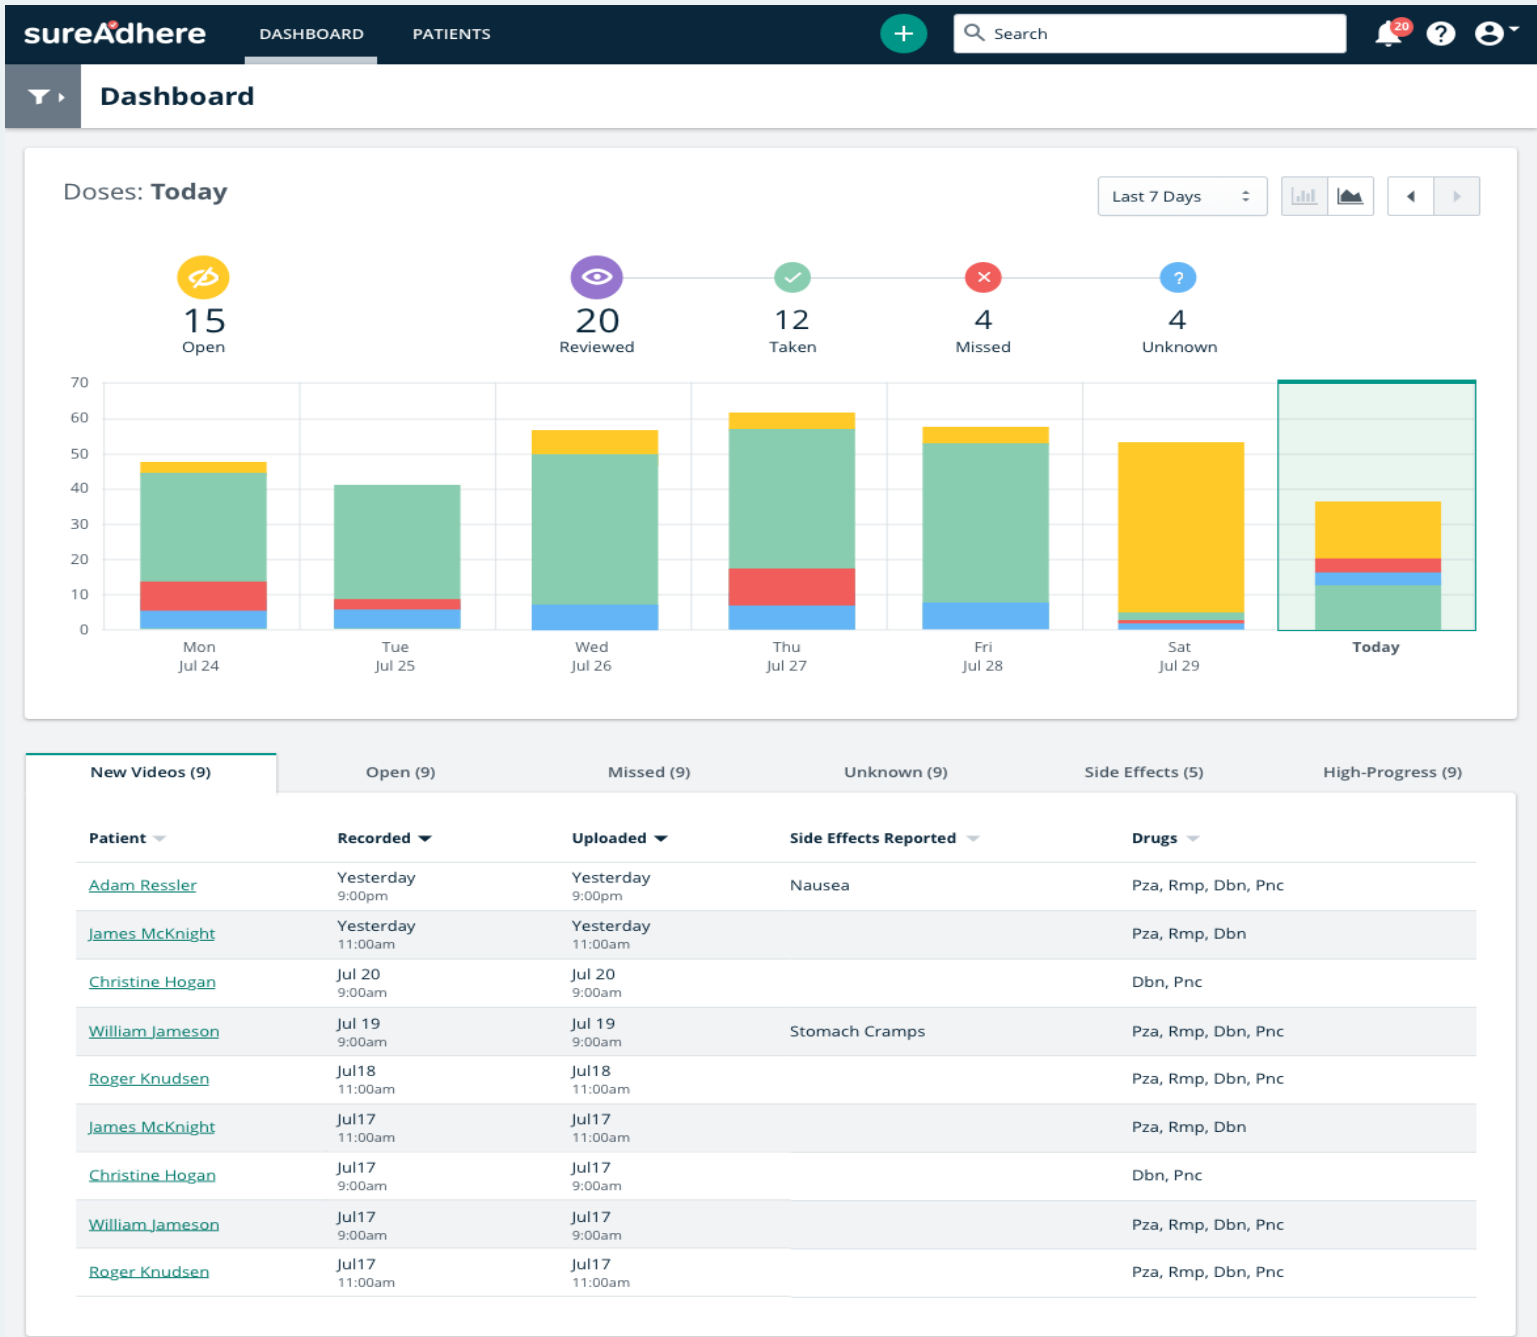 sureAdhere DASHBOARD PATIENTS + Search 20 ?
Dashboard
Doses: Today Last 7 Days
15 20 12 4 4
Open Reviewed Taken Missed Unknown
70
60
50
40
30
20
10
0
Mon Tue Wed Thu Fri Sat Today
Jul 24 Jul 25 Jul 26 Jul 27 Jul 28 Jul 29
New Videos (9) Open (9) Missed (9) Unknown (9) Side Effects (5) High-Progress (9)
Patient Recorded Uploaded Side Effects Reported Drugs
Adam Ressler Yesterday 9:00pm Yesterday 9:00pm Nausea Pza, Rmp, Dbn, Pnc
James McKnight Yesterday 11:00am Yesterday 11:00am Pza, Rmp, Dbn
Christine Hogan Jul 20 9:00am Jul 20 9:00am Dbn, Pnc
William Jameson Jul 19 9:00am Jul 19 9:00am Stomach Cramps Pza, Rmp, Dbn, Pnc
Roger Knudsen Jul18 11:00am Jul18 11:00am Pza, Rmp, Dbn, Pnc
James McKnight Jul17 11:00am Jul17 11:00am Pza, Rmp, Dbn
Christine Hogan Jul17 9:00am Jul17 9:00am Dbn, Pnc
William Jameson Jul17 9:00am Jul17 9:00am Pza, Rmp, Dbn, Pnc
Roger Knudsen Jul17 11:00am Jul17 11:00am Pza, Rmp, Dbn, Pnc